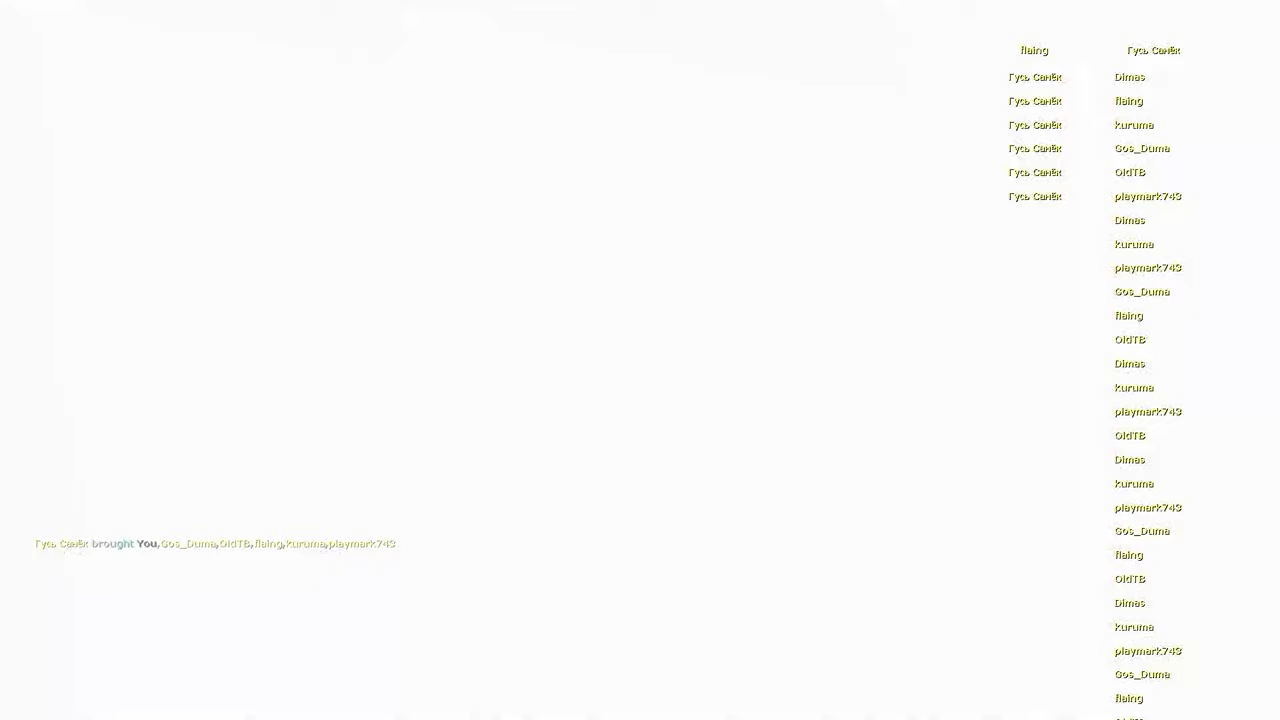 flaing
Гусь Санёк
Гусь Санёк
Гусь Санёк
Гусь Санёк
Гусь Санёк
Гусь Санёк
Гусь Санёк
Dimas
flaing
kuruma
Gos_Duma
OldTB
playmark743
Dimas
kuruma
playmark743
Gos_Duma
flaing
OldTB
Dimas
kuruma
playmark743
OldTB
Dimas
kuruma
playmark743
Gos_Duma
flaing
OldTB
Dimas
kuruma
playmark743
Gos_Duma
flaing
Гусь Санёк brought You,Gos_Duma,OldTB,flaing,kuruma,playmark743